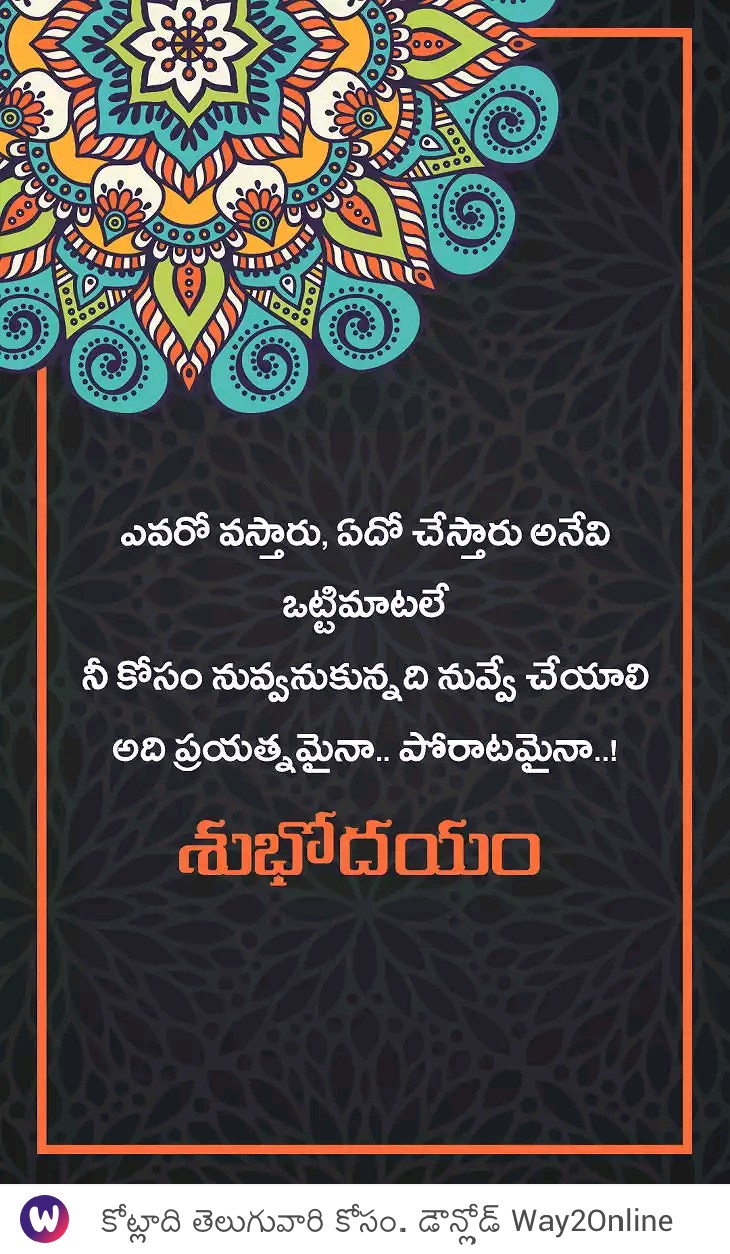 ఎవరో వస్తారు, ఏదో చేస్తారు అనేవి
ఒట్టిమాటలే
నీ కోసం నువ్వనుకున్నది నువ్వే చేయాలి
అది ప్రయత్నమైనా.. పోరాటమైనా..!
శుభోదయం
W కోట్లాది తెలుగువారి కోసం. డౌన్లోడ్ Way2Online